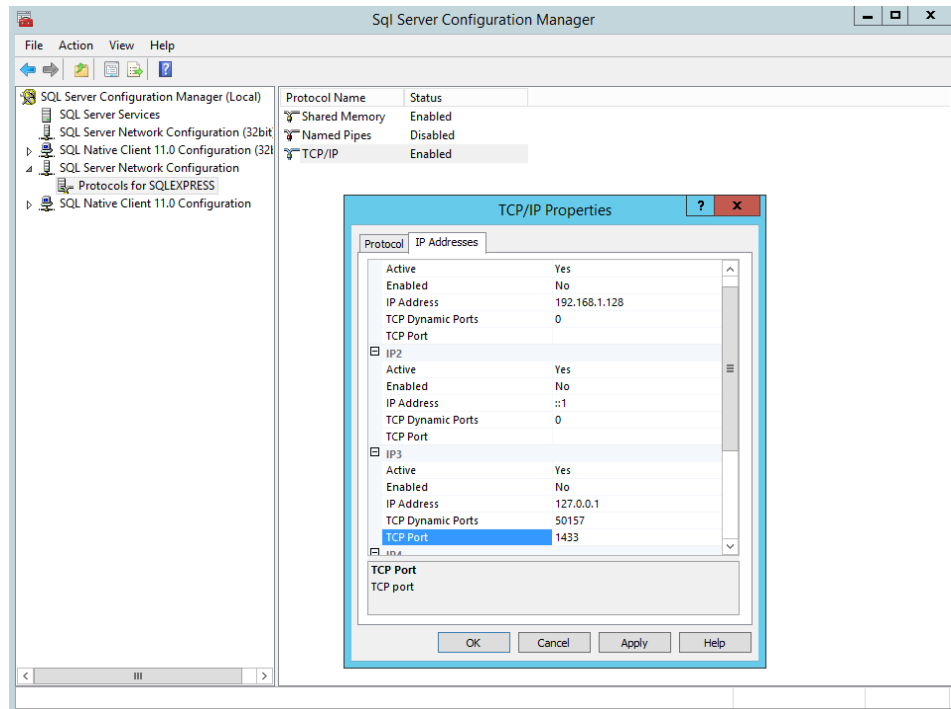 Sql Server Configuration Manager
File Action View Help
SQL Server Configuration Manager (Local)
SQL Server Services
SQL Server Network Configuration (32bit
SQL Native Client 11.0 Configuration (32b
SQL Server Network Configuration
Protocols for SQLEXPRESS
SQL Native Client 11.0 Configuration
Protocol Name Status
Shared Memory Enabled
Named Pipes Disabled
TCP/IP Enabled
TCP/IP Properties
Protocol IP Addresses
Active Yes
Enabled No
IP Address 192.168.1.128
TCP Dynamic Ports 0
TCP Port
IP2
Active Yes
Enabled No
IP Address ::1
TCP Dynamic Ports 0
TCP Port
IP3
Active Yes
Enabled No
IP Address 127.0.0.1
TCP Dynamic Ports 50157
TCP Port 1433
IP4
TCP Port
TCP port
OK Cancel Apply Help